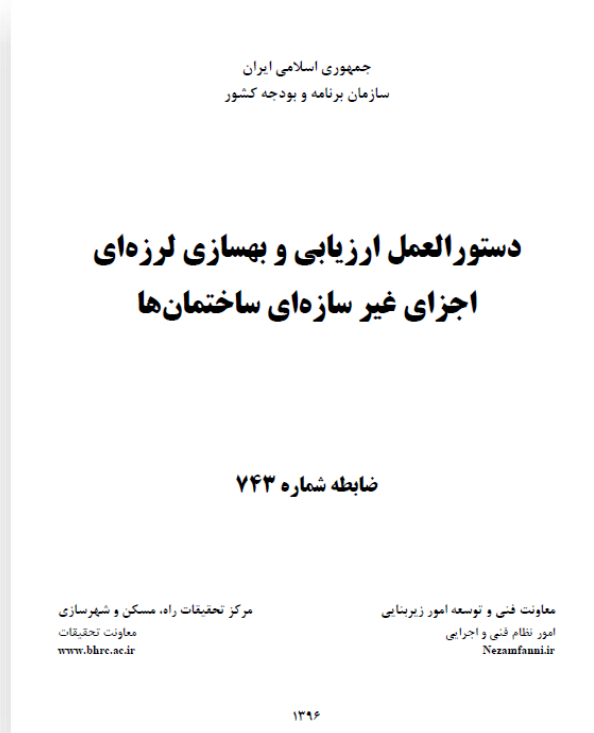 جمهوری اسلامی ایران
سازمان برنامه و بودجه کشور
دستورالعمل ارزیابی و بهسازی لرزه‌ای
اجزای غیر سازه‌ای ساختمان‌ها
ضابطه شماره ۷۴۳
معاونت فنی و توسعه امور زیربنایی
امور نظام فنی و اجرایی
Nezamfanni.ir
مرکز تحقیقات راه، مسکن و شهرسازی
معاونت تحقیقات
www.bhrc.ac.ir
۱۳۹۶